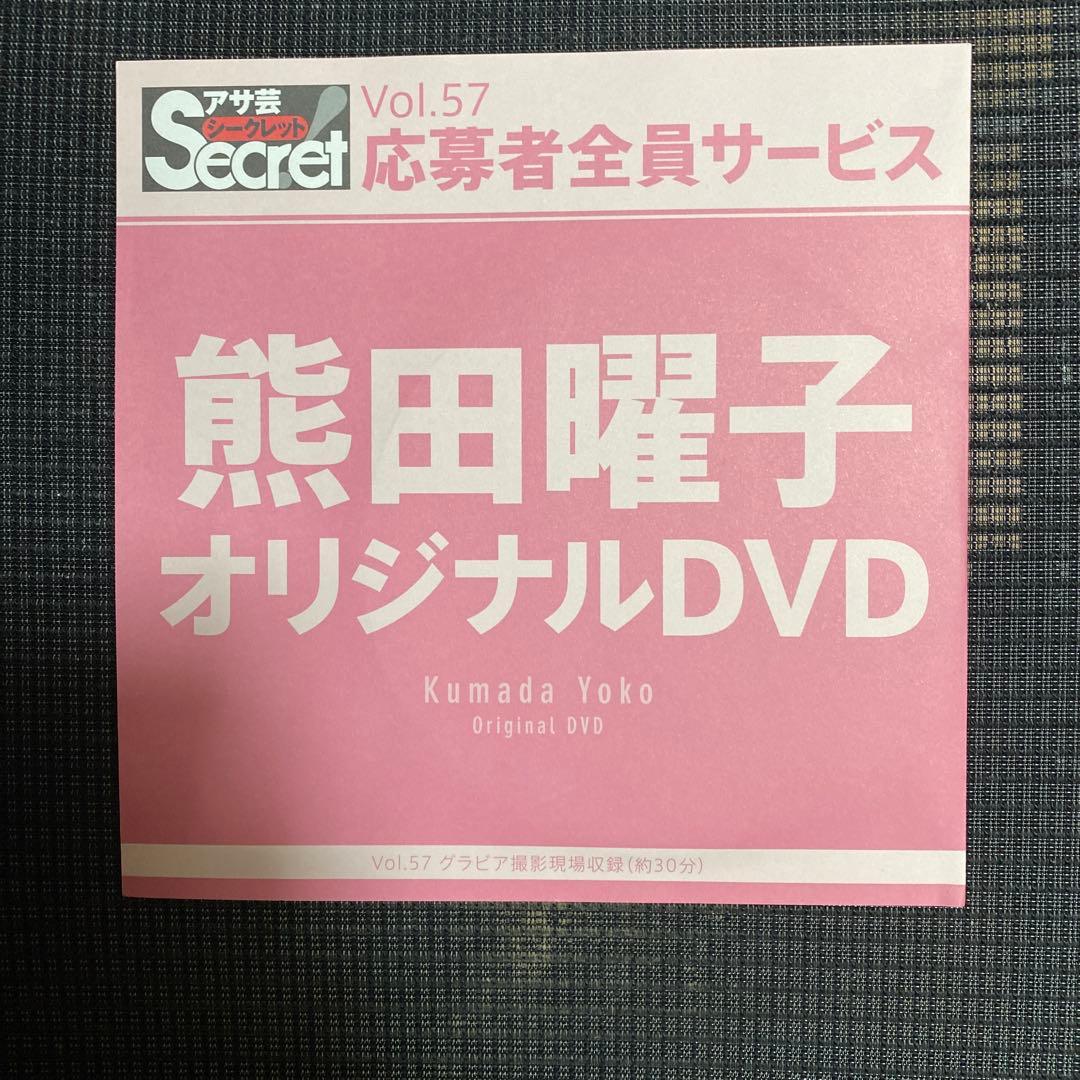 アサ芸
シークレット!
Secret
Vol.57
応募者全員サービス
熊田曜子
オリジナルDVD
Kumada Yoko
Original DVD
Vol.57 グラビア撮影現場収録(約30分)